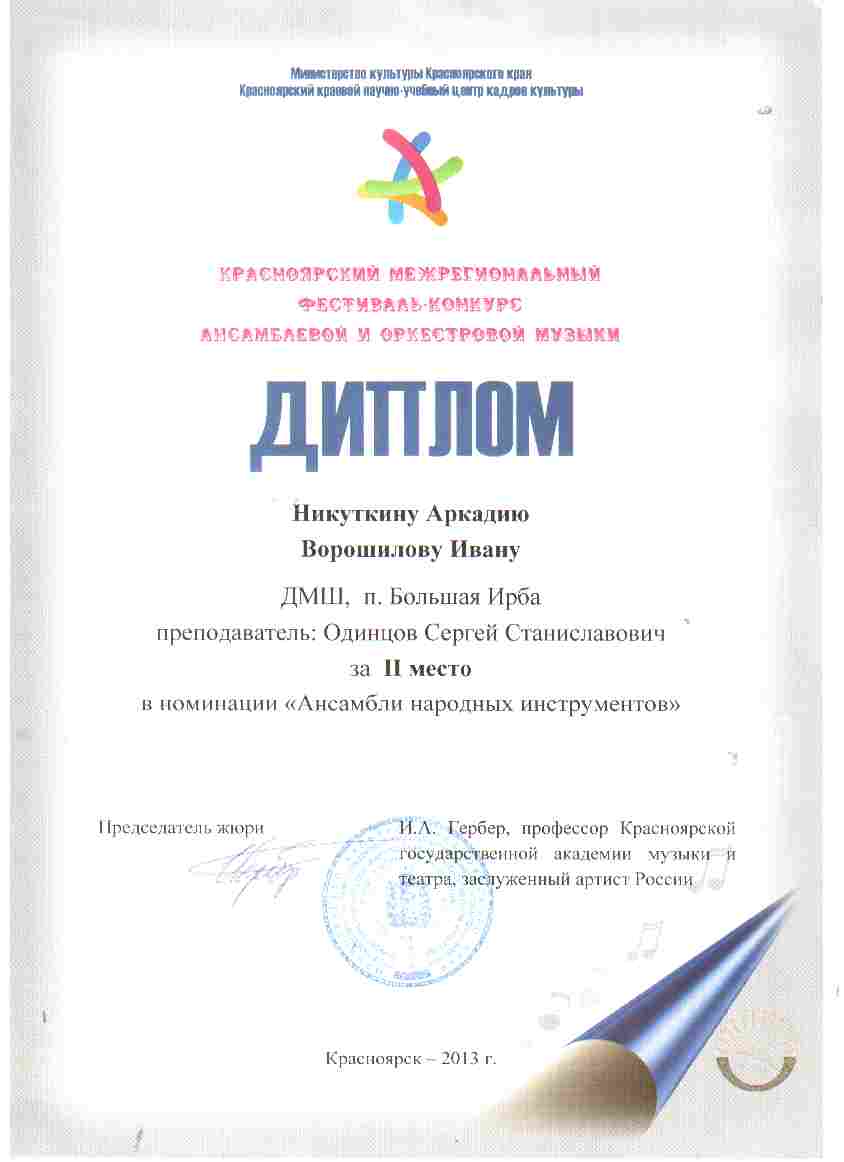 Министерство культуры Красноярского края
Красноярский краевой научно-учебный центр кадров культуры
КРАСНОЯРСКИЙ МЕЖРЕГИОНАЛЬНЫЙ
ФЕСТИВАЛЬ-КОНКУРС
АНСАМБЛЕВОЙ И ОРКЕСТРОВОЙ МУЗЫКИ
ДИПЛОМ
Никуткину Аркадию
Ворошилову Ивану
ДМШ, п. Большая Ирба
преподаватель: Одинцов Сергей Станиславович
за II место
в номинации «Ансамбли народных инструментов»
Председатель жюри
И.А. Гербер, профессор Красноярской
государственной академии музыки и
театра, заслуженный артист России
Красноярск – 2013 г.